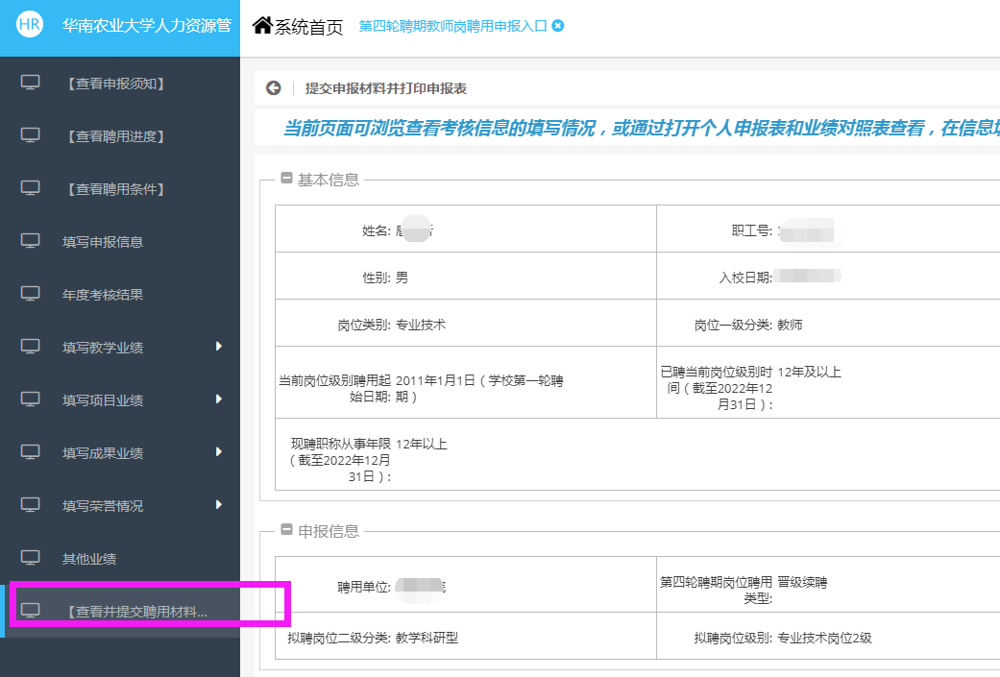 HR 华南农业大学人力资源管
系统首页 第四轮聘期教师岗聘用申报入口
【查看申报须知】
【查看聘用进度】
【查看聘用条件】
填写申报信息
年度考核结果
填写教学业绩
填写项目业绩
填写成果业绩
填写荣誉情况
其他业绩
【查看并提交聘用材料...
提交申报材料并打印申报表
当前页面可浏览查看考核信息的填写情况，或通过打开个人申报表和业绩对照表查看，在信息
基本信息
姓名:
职工号:
性别: 男
入校日期:
岗位类别: 专业技术
岗位一级分类: 教师
当前岗位级别聘用起 2011年1月1日（学校第一轮聘
始日期: 期）
已聘当前岗位级别时 12年及以上
间（截至2022年12
月31日）:
现聘职称从事年限 12年以上
（截至2022年12月
31日）:
申报信息
聘用单位:
第四轮聘期岗位聘用 晋级续聘
类型:
拟聘岗位二级分类: 教学科研型
拟聘岗位级别: 专业技术岗位2级